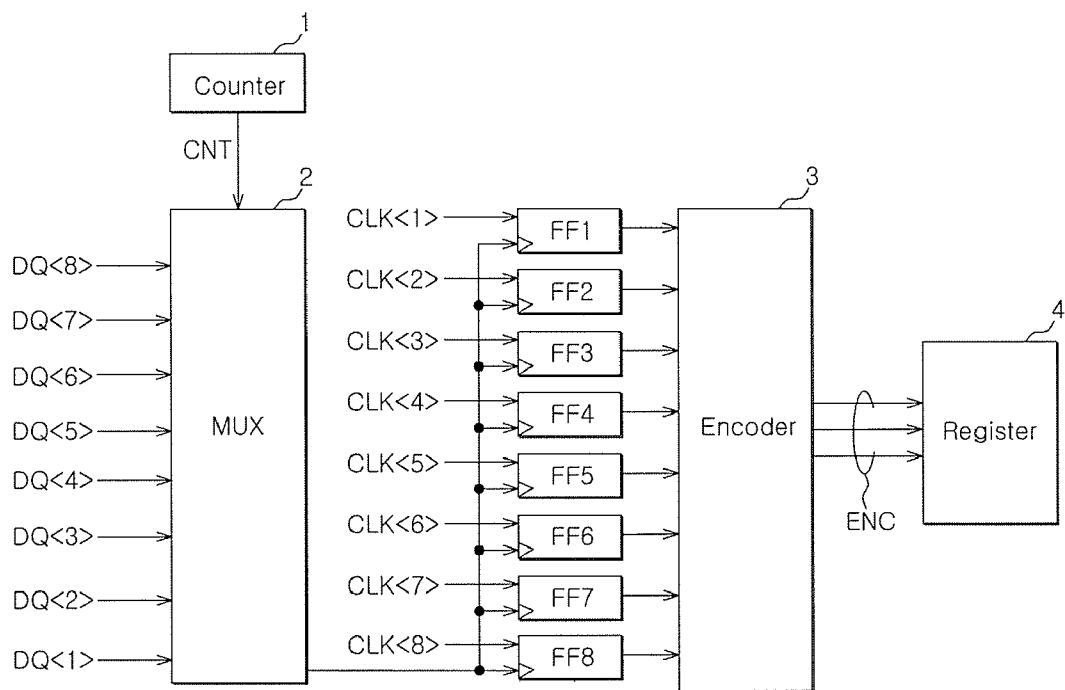 1
Counter
CNT
2
MUX
DQ<8>
DQ<7>
DQ<6>
DQ<5>
DQ<4>
DQ<3>
DQ<2>
DQ<1>
CLK<1>
FF1
CLK<2>
FF2
CLK<3>
FF3
CLK<4>
FF4
CLK<5>
FF5
CLK<6>
FF6
CLK<7>
FF7
CLK<8>
FF8
3
Encoder
ENC
4
Register